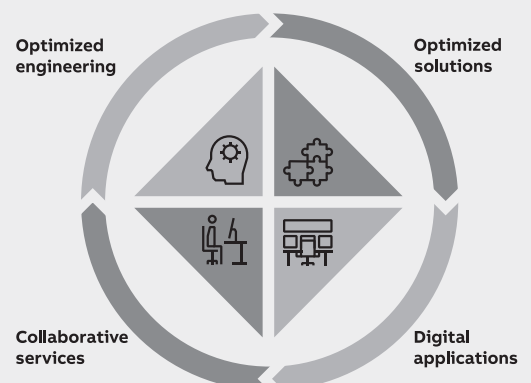 Optimized
engineering
Optimized
solutions
Collaborative
services
Digital
applications